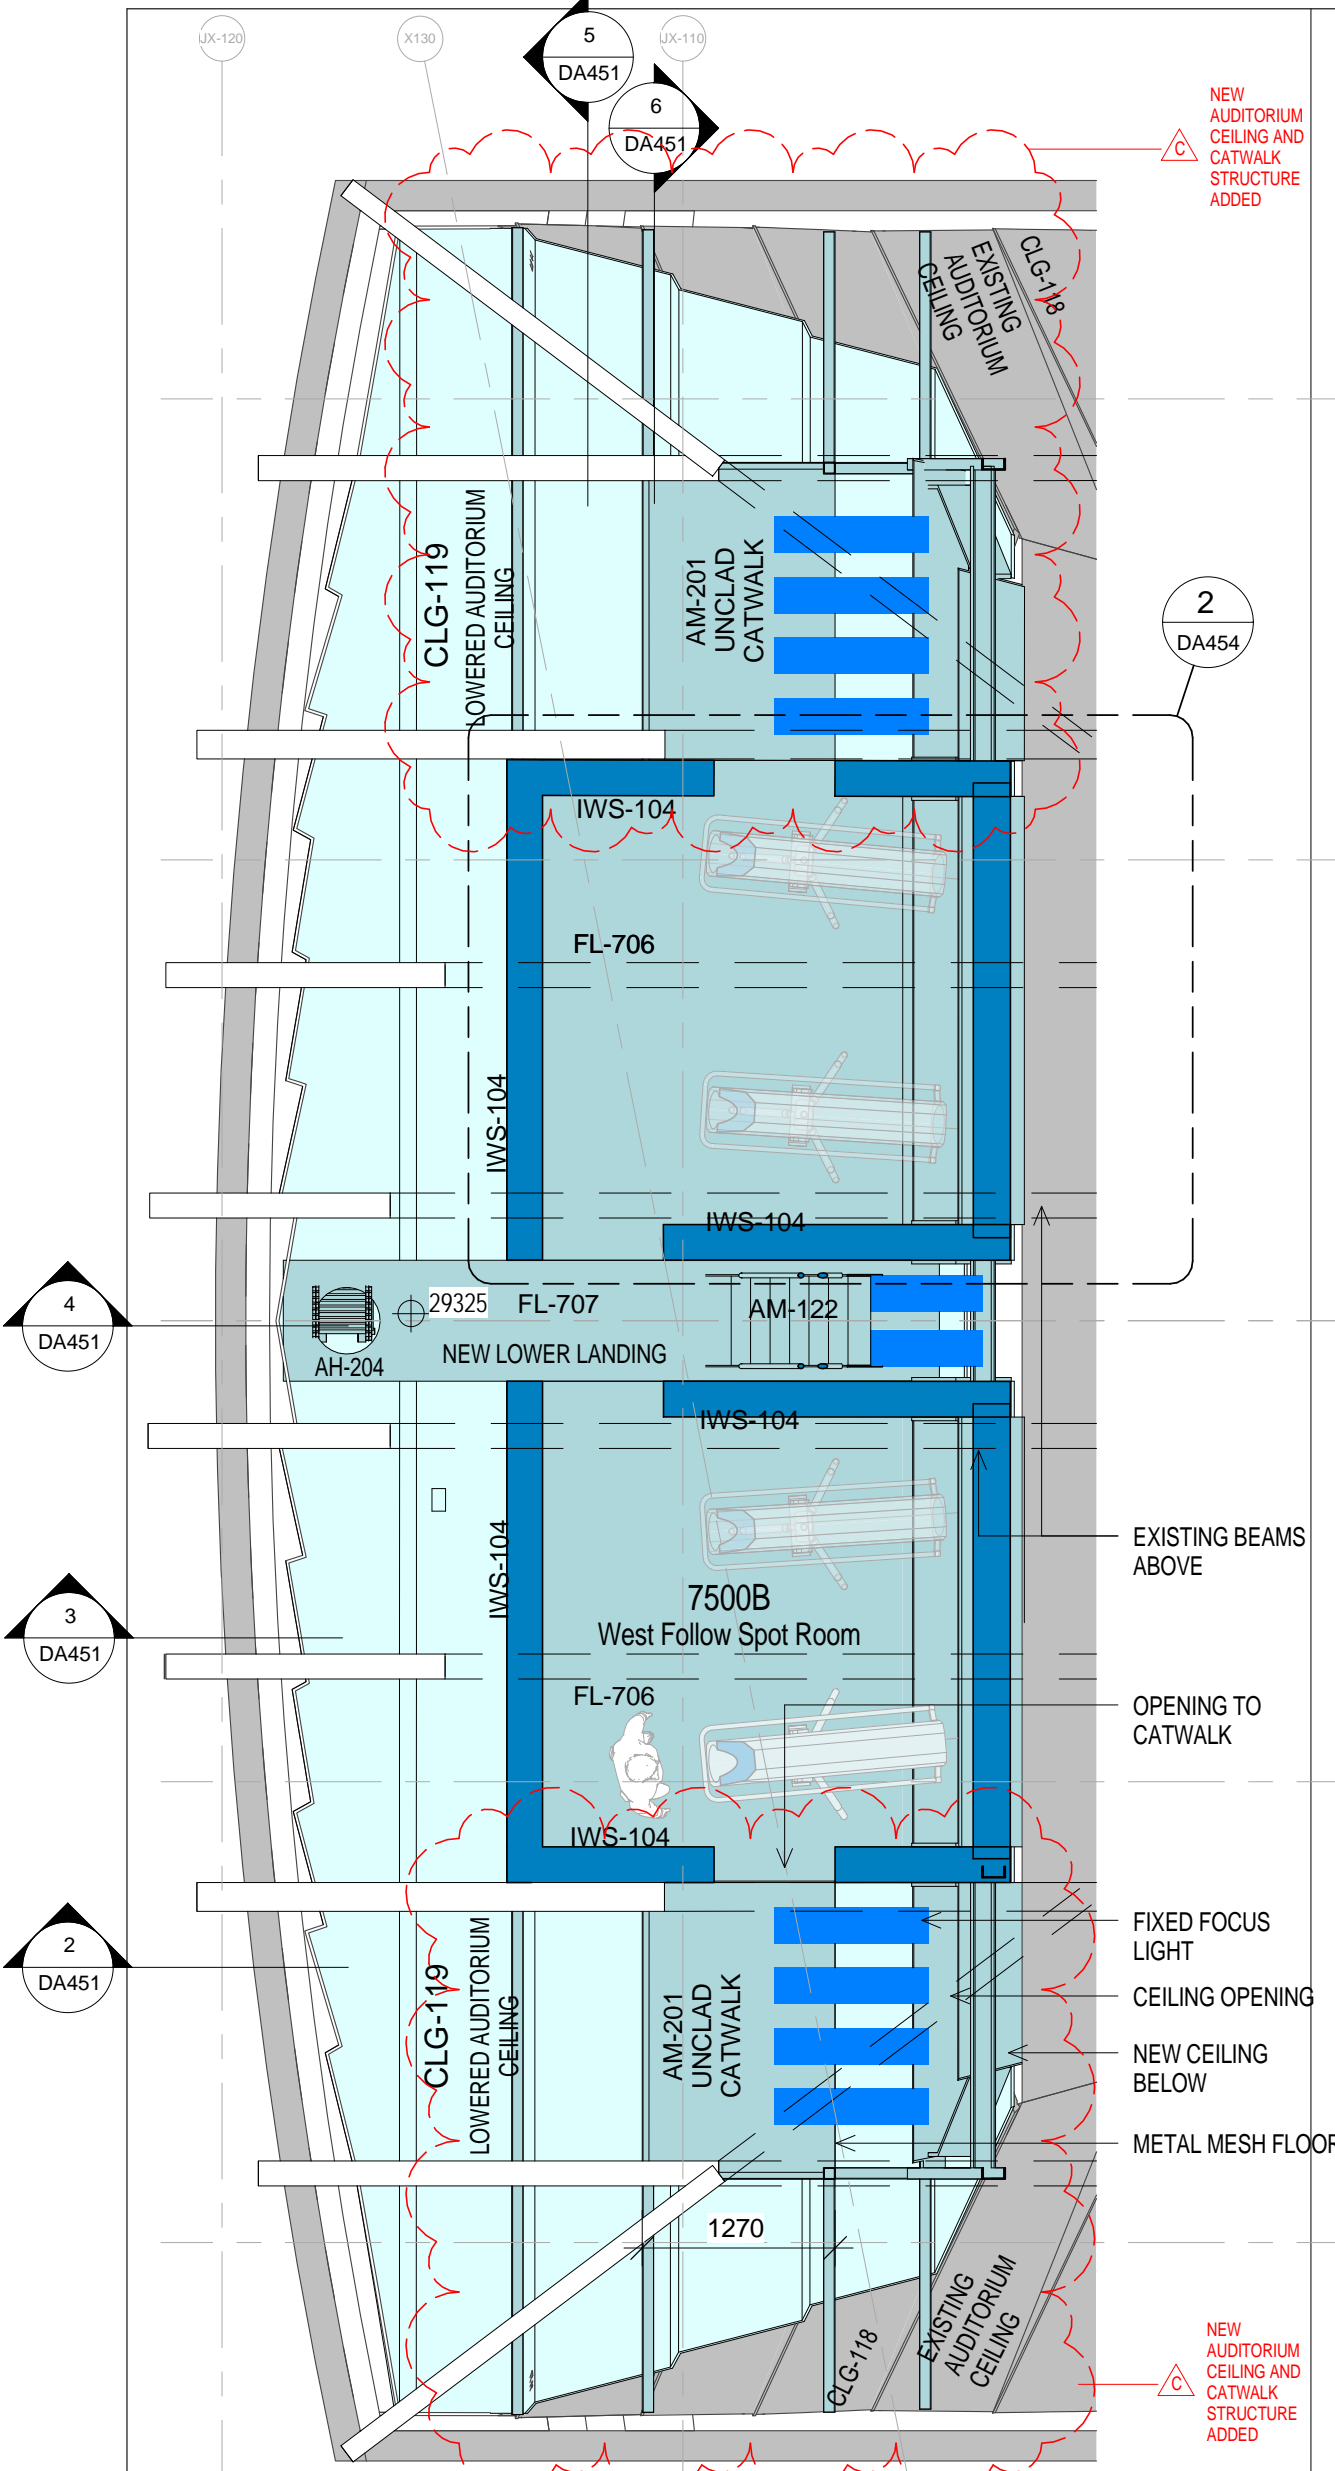 JX-120
X130
5
DA451
JX-110
6
DA451
NEW
AUDITORIUM
CEILING AND
CATWALK
STRUCTURE
ADDED
C
CLG-118
EXISTING
AUDITORIUM
CEILING
CLG-119
LOWERED AUDITORIUM
CEILING
AM-201
UNCLAD
CATWALK
2
DA454
IWS-104
FL-706
IWS-104
IWS-104
4
DA451
29325
FL-707
AM-122
AH-204
NEW LOWER LANDING
IWS-104
EXISTING BEAMS
ABOVE
IWS-104
7500B
West Follow Spot Room
3
DA451
FL-706
OPENING TO
CATWALK
IWS-104
2
DA451
CLG-119
LOWERED AUDITORIUM
CEILING
AM-201
UNCLAD
CATWALK
FIXED FOCUS
LIGHT
CEILING OPENING
NEW CEILING
BELOW
METAL MESH FLOOR
1270
CLG-118
EXISTING
AUDITORIUM
CEILING
NEW
AUDITORIUM
CEILING AND
CATWALK
STRUCTURE
ADDED
C